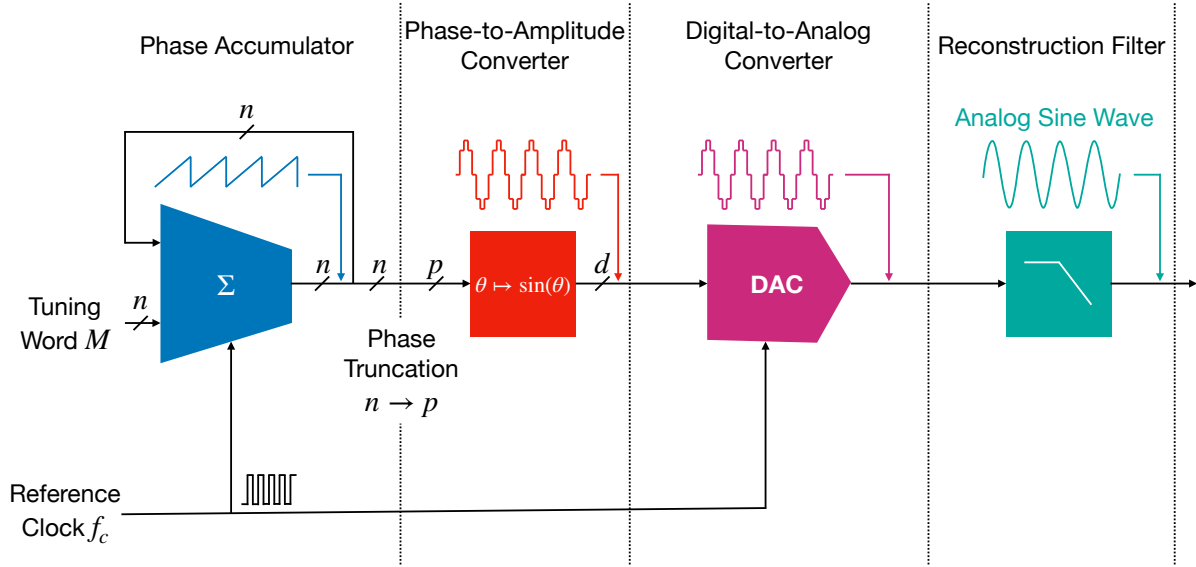 Phase Accumulator
Phase-to-Amplitude
Converter
Digital-to-Analog
Converter
Reconstruction Filter
n
Analog Sine Wave
Σ
n
n
p
θ ↦ sin(θ)
d
DAC
n
Tuning
Word M
Phase
Truncation
n → p
Reference
Clock f_c